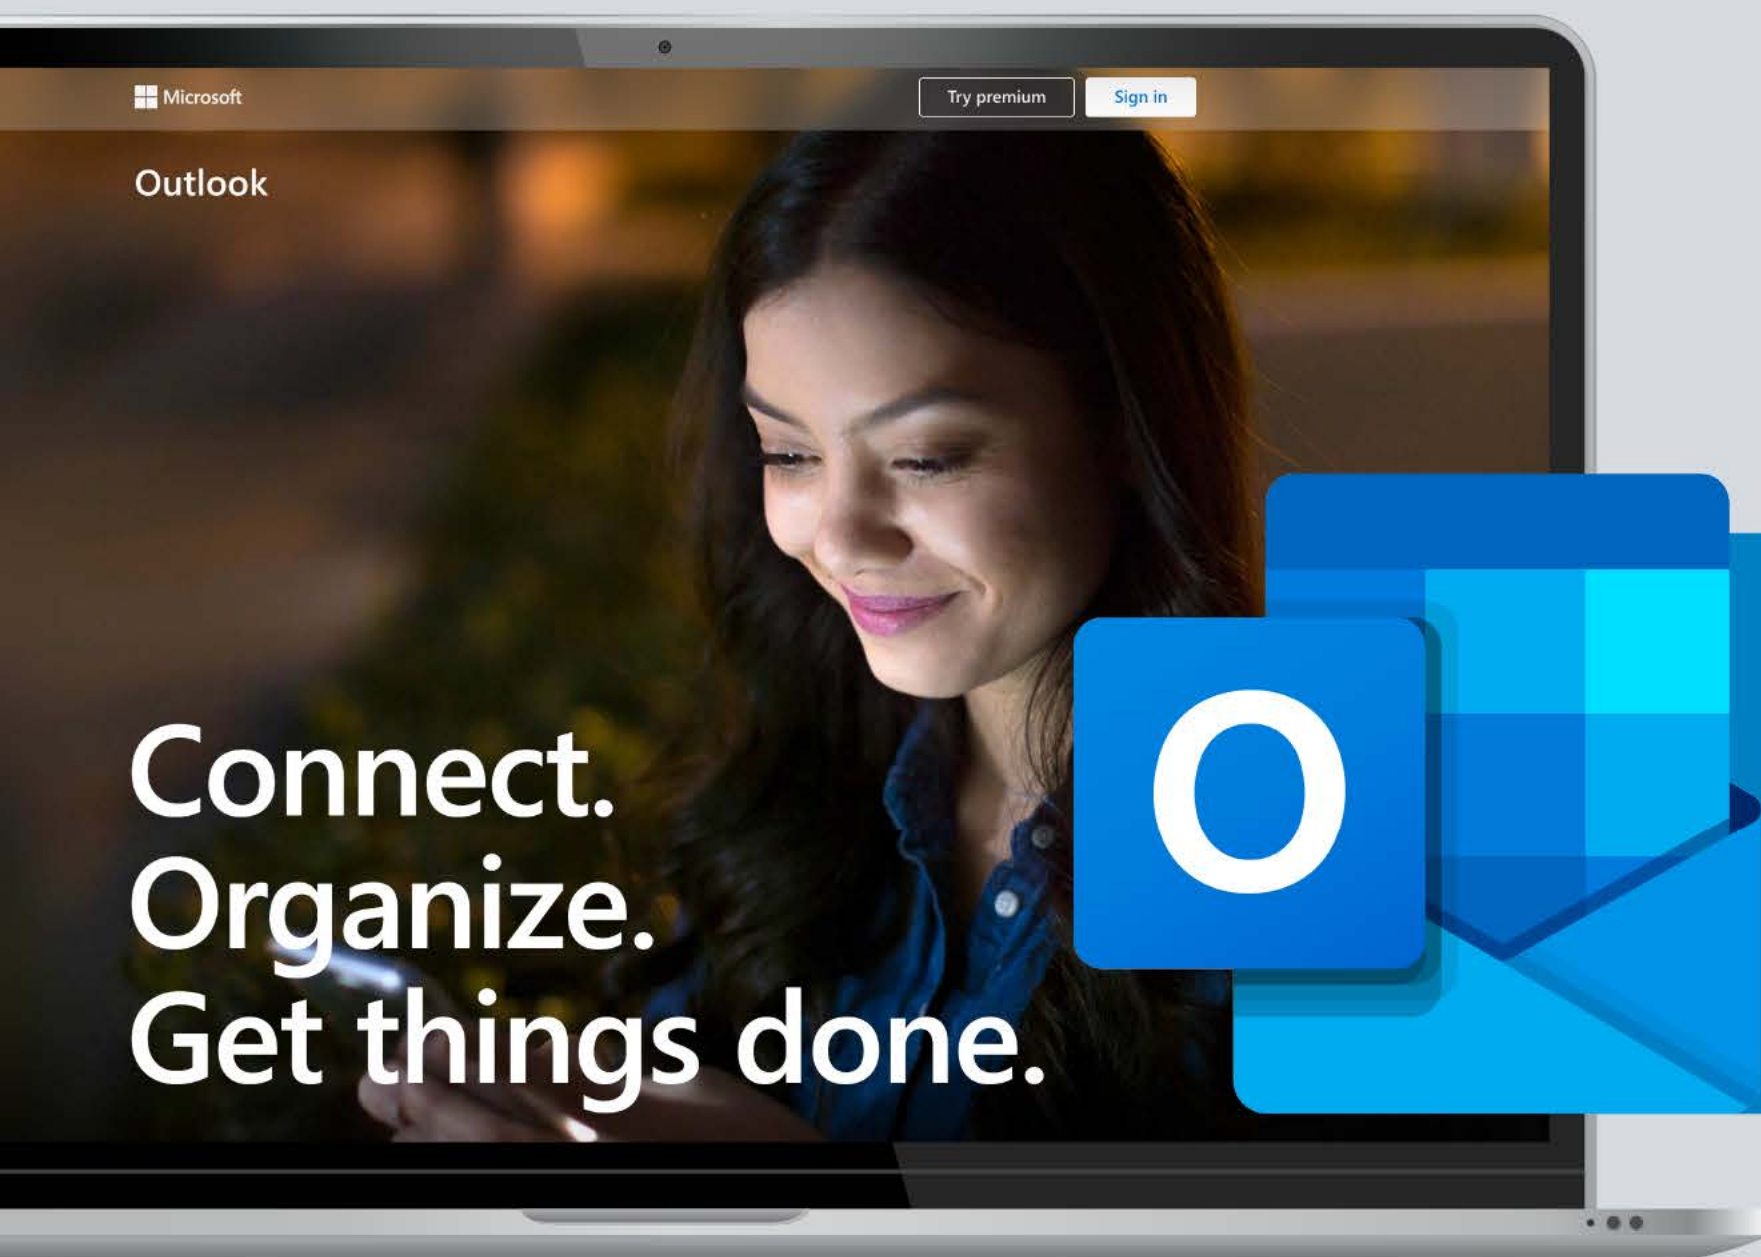 Microsoft
Try premium
Sign in
Outlook
Connect.
Organize.
Get things done.
O